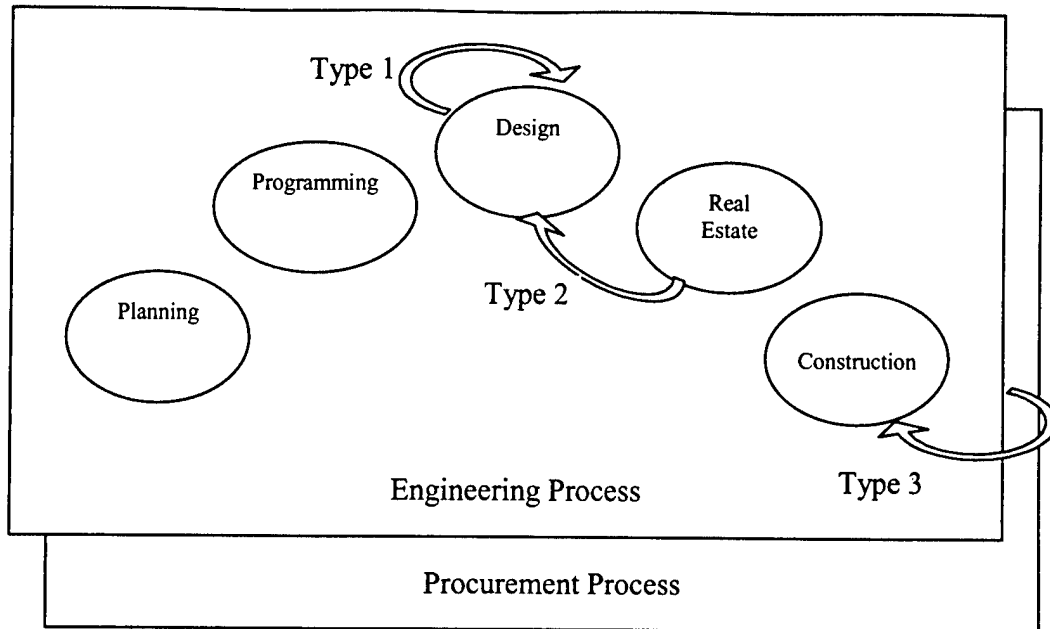 Type 1
Design
Programming
Real
Estate
Type 2
Planning
Construction
Type 3
Engineering Process
Procurement Process